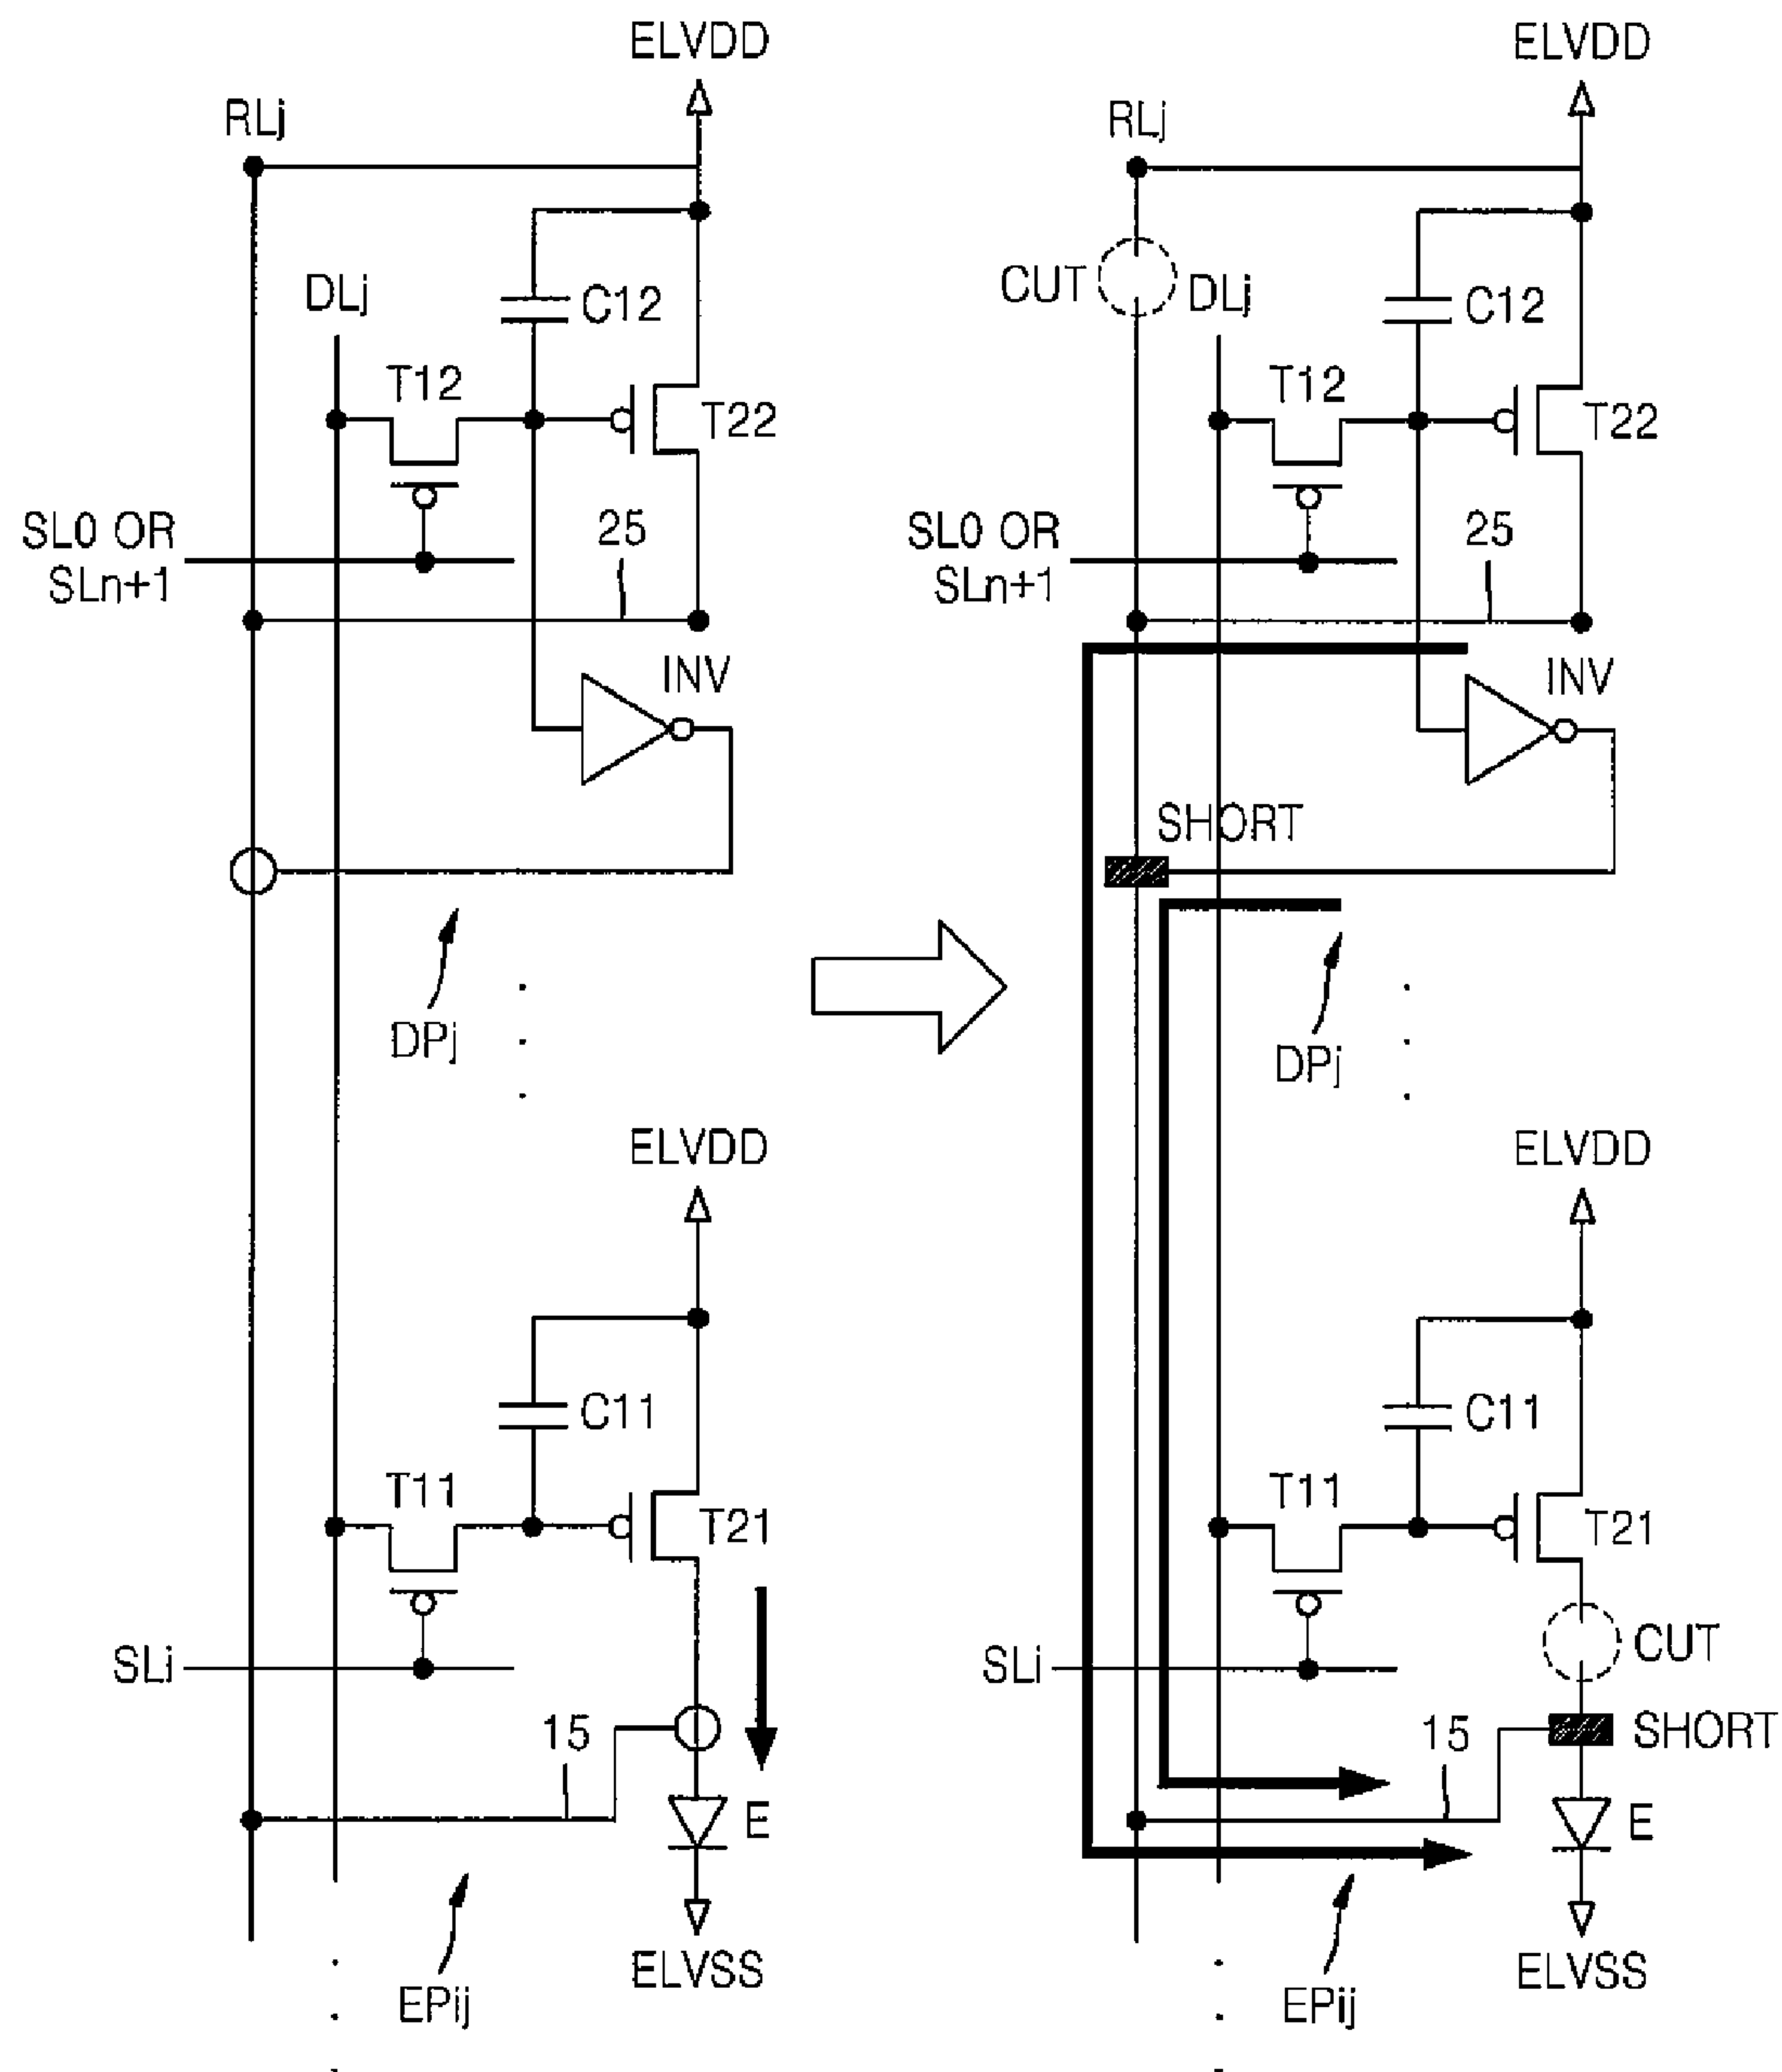 ELVDD
RLj
DLj
C12
T12
T22
SL0 OR
SLn+1
25
INV
DPj
ELVDD
C11
T11
T21
SLi
15
E
ELVSS
EPij
ELVDD
RLj
CUT
DLj
C12
T12
T22
SL0 OR
SLn+1
25
INV
SHORT
DPj
ELVDD
C11
T11
T21
CUT
SLi
15
SHORT
E
ELVSS
EPij